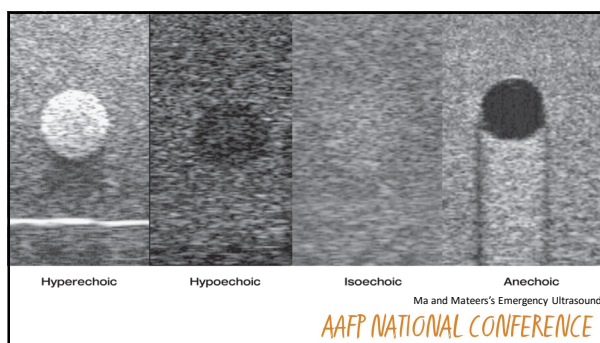 Hyperechoic Hypoechoic Isoechoic Anechoic
Ma and Mateers's Emergency Ultrasound
AAFP NATIONAL CONFERENCE